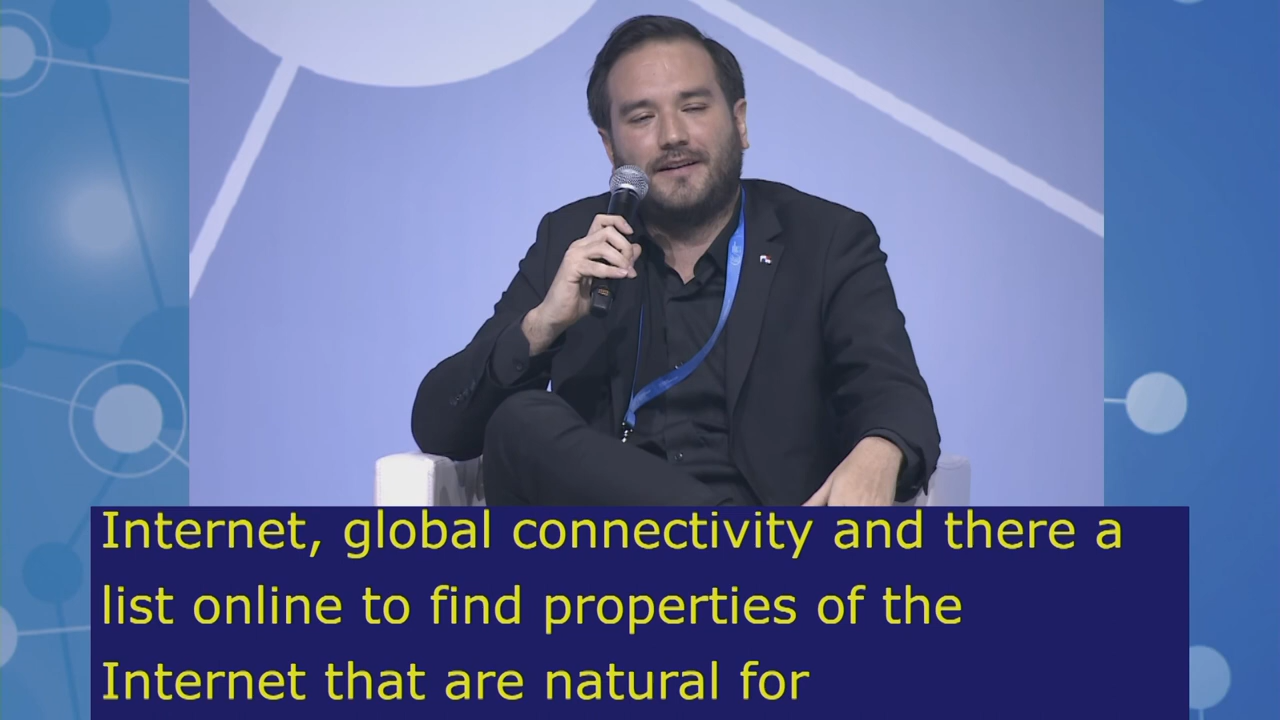 Internet, global connectivity and there a
list online to find properties of the
Internet that are natural for